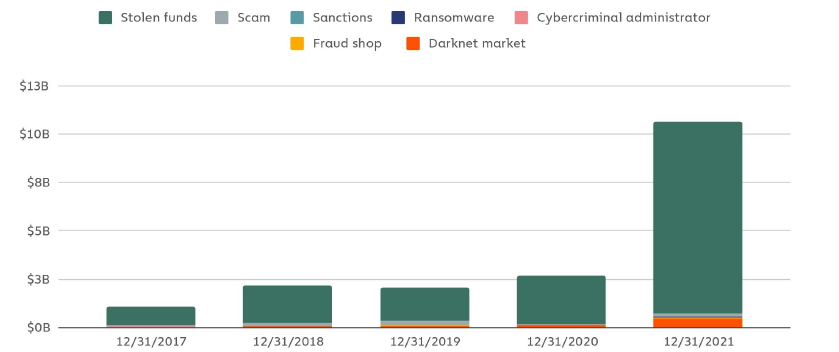 Stolen funds Scam Sanctions Ransomware Cybercriminal administrator
Fraud shop Darknet market
$13B
$10B
$8B
$5B
$3B
$0B
12/31/2017 12/31/2018 12/31/2019 12/31/2020 12/31/2021